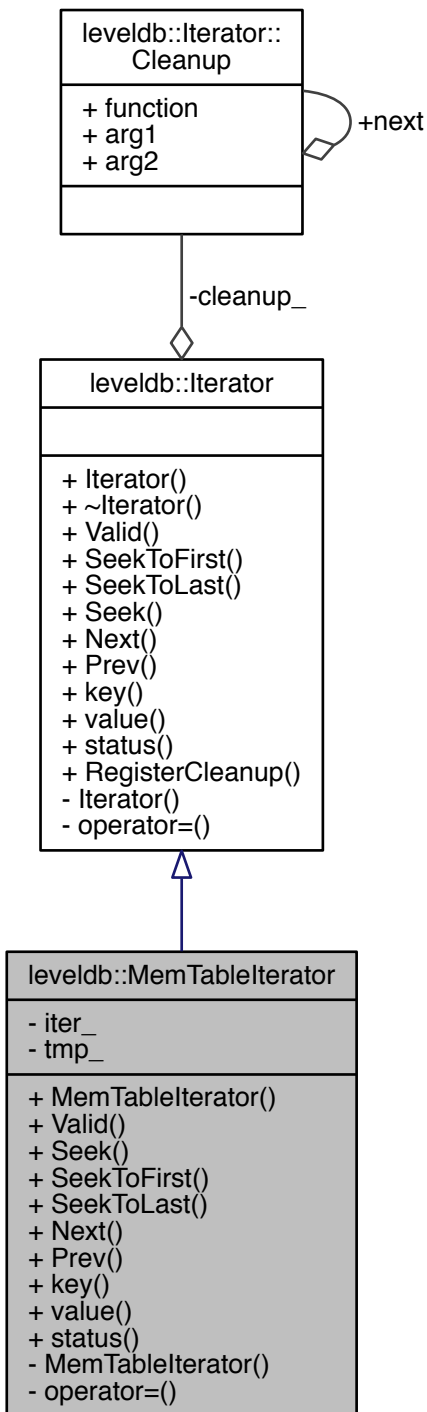 leveldb::Iterator::
Cleanup
+ function
+ arg1
+ arg2
+next
-cleanup_
leveldb::Iterator
+ Iterator()
+ ~Iterator()
+ Valid()
+ SeekToFirst()
+ SeekToLast()
+ Seek()
+ Next()
+ Prev()
+ key()
+ value()
+ status()
+ RegisterCleanup()
- Iterator()
- operator=()
leveldb::MemTableIterator
- iter_
- tmp_
+ MemTableIterator()
+ Valid()
+ Seek()
+ SeekToFirst()
+ SeekToLast()
+ Next()
+ Prev()
+ key()
+ value()
+ status()
- MemTableIterator()
- operator=()